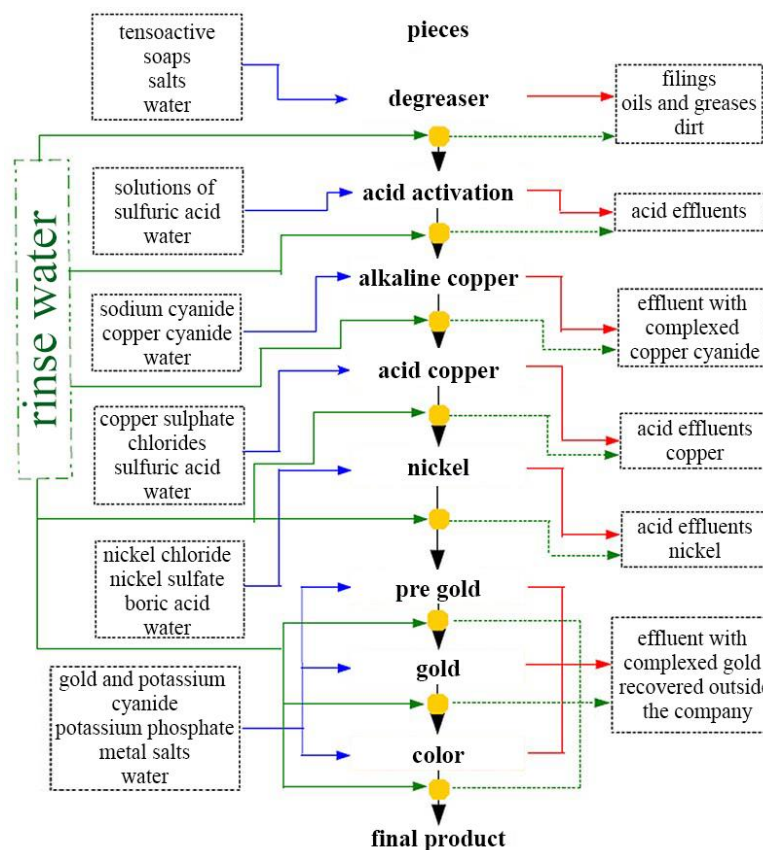 pieces
tensoactive
soaps
salts
water
degreaser
filings
oils and greases
dirt
rinse water
solutions of
sulfuric acid
water
acid activation
acid effluents
sodium cyanide
copper cyanide
water
alkaline copper
effluent with
complexed
copper cyanide
copper sulphate
chlorides
sulfuric acid
water
acid copper
acid effluents
copper
nickel chloride
nickel sulfate
boric acid
water
nickel
acid effluents
nickel
gold and potassium
cyanide
potassium phosphate
metal salts
water
pre gold
gold
color
effluent with
complexed gold
recovered outside
the company
final product